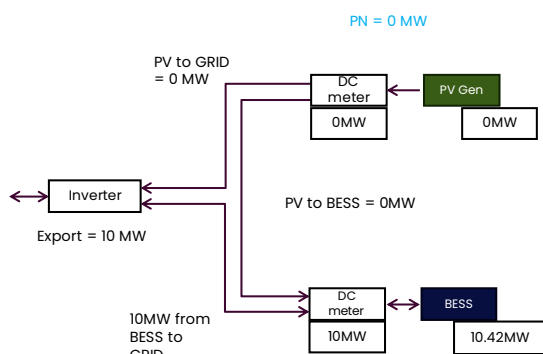 PN = 0 MW
PV to GRID
= 0 MW
DC
meter
PV Gen
0MW
0MW
Inverter
PV to BESS = 0MW
Export = 10 MW
DC
meter
BESS
10MW from
BESS to
GRID
10MW
10.42MW